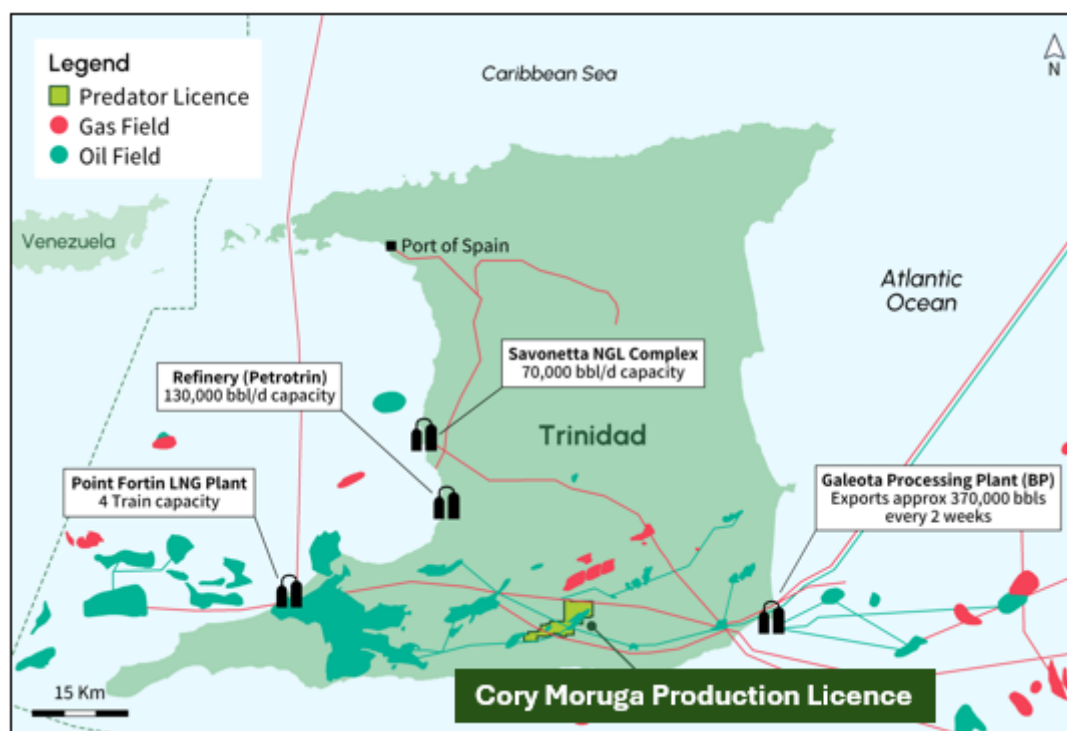 Legend
Predator Licence
Gas Field
Oil Field
Caribbean Sea
N
Venezuela
Port of Spain
Atlantic
Ocean
Savonetta NGL Complex
70,000 bbl/d capacity
Refinery (Petrotrin)
130,000 bbl/d capacity
Trinidad
Point Fortin LNG Plant
4 Train capacity
Galeota Processing Plant (BP)
Exports approx 370,000 bbls
every 2 weeks
Cory Moruga Production Licence
15 Km